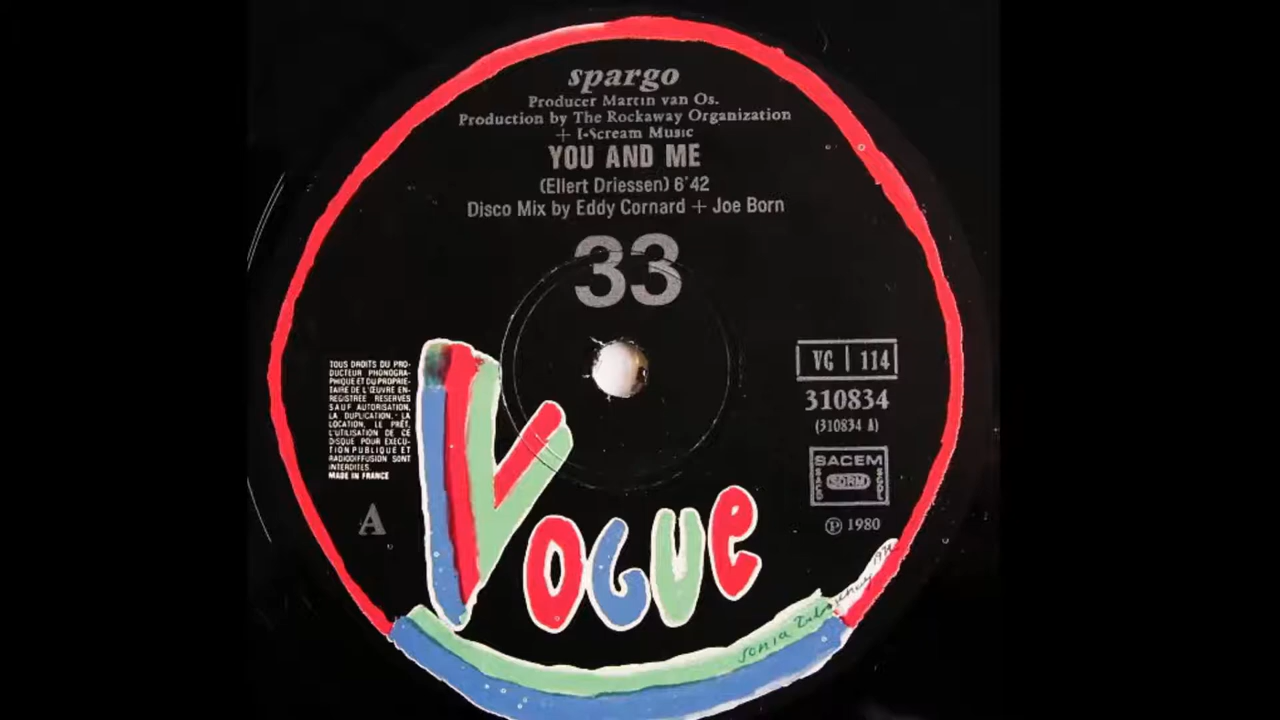 spargo
Producer Martin van Os.
Production by The Rockaway Organization
+ I-Scream Music
YOU AND ME
(Ellert Driessen) 6'42
Disco Mix by Eddy Cornard + Joe Born
33
TOUS DROITS DU PRO-
DUCTEUR PHONOGRA-
PHIQUE ET DU PROPRIE-
TAIRE DE L'ŒUVRE EN-
REGISTREE RESERVES
SAUF AUTORISATION,
LA DUPLICATION, LA
LOCATION, LE PRÊT,
L'UTILISATION DE CE
DISQUE POUR EXECU-
TION PUBLIQUE ET
RADIODIFFUSION SONT
INTERDITES.
MADE IN FRANCE
A
VG | 114
310834
(310834 A)
SACEM
SACD SDRM SGDL
℗ 1980
VOGUE
sonia